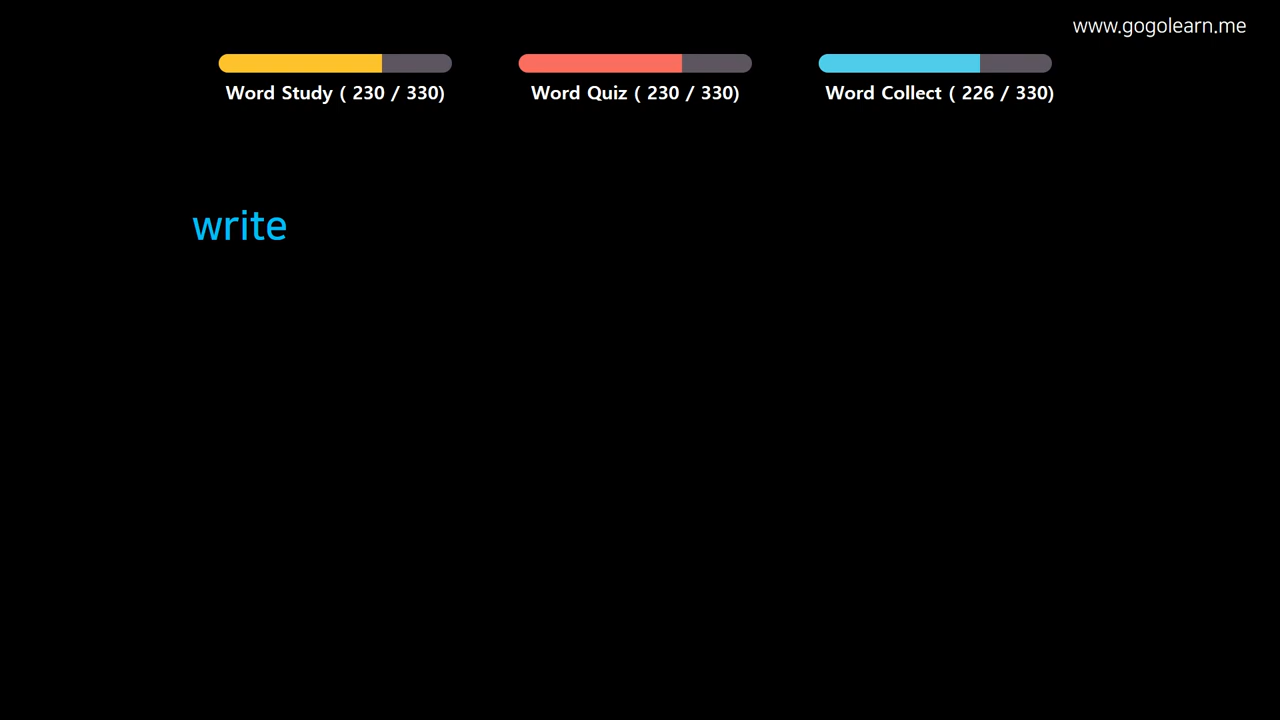 www.gogolearn.me
Word Study ( 230 / 330)
Word Quiz ( 230 / 330)
Word Collect ( 226 / 330)
write